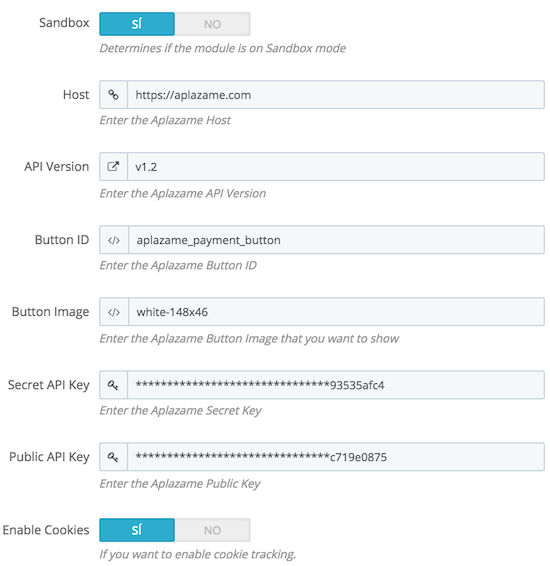 Sandbox SÍ NO
Determines if the module is on Sandbox mode
Host https://aplazame.com
Enter the Aplazame Host
API Version v1.2
Enter the Aplazame API Version
Button ID </> aplazame_payment_button
Enter the Aplazame Button ID
Button Image </> white-148x46
Enter the Aplazame Button Image that you want to show
Secret API Key *******************************93535afc4
Enter the Aplazame Secret Key
Public API Key *******************************c719e0875
Enter the Aplazame Public Key
Enable Cookies SÍ NO
If you want to enable cookie tracking.